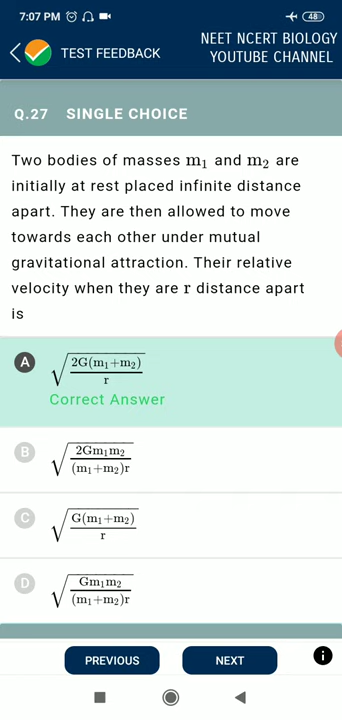 7:07 PM
48
TEST FEEDBACK
NEET NCERT BIOLOGY
YOUTUBE CHANNEL
Q.27 SINGLE CHOICE
Two bodies of masses m₁ and m₂ are
initially at rest placed infinite distance
apart. They are then allowed to move
towards each other under mutual
gravitational attraction. Their relative
velocity when they are r distance apart
is
A √(2G(m₁+m₂)/r)
Correct Answer
B √(2Gm₁m₂/(m₁+m₂)r)
C √(G(m₁+m₂)/r)
D √(Gm₁m₂/(m₁+m₂)r)
PREVIOUS
NEXT
i